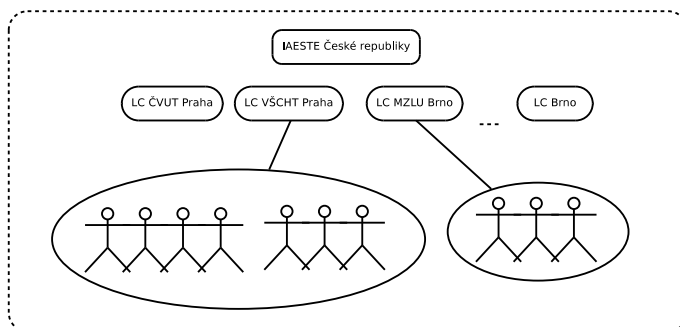 IAESTE České republiky
LC ČVUT Praha
LC VŠCHT Praha
LC MZLU Brno
...
LC Brno